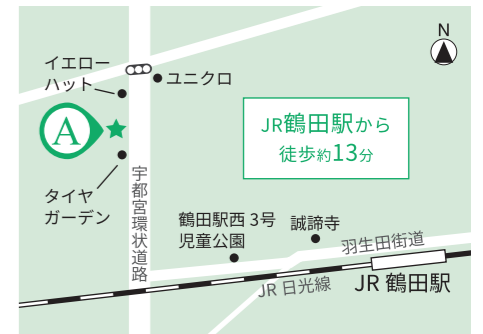 N
イエロー
ハット
ユニクロ
A
JR鶴田駅から
徒歩約13分
タイヤ
ガーデン
宇都宮環状道路
鶴田駅西 3号
児童公園
誠諦寺
羽生田街道
JR 日光線
JR 鶴田駅